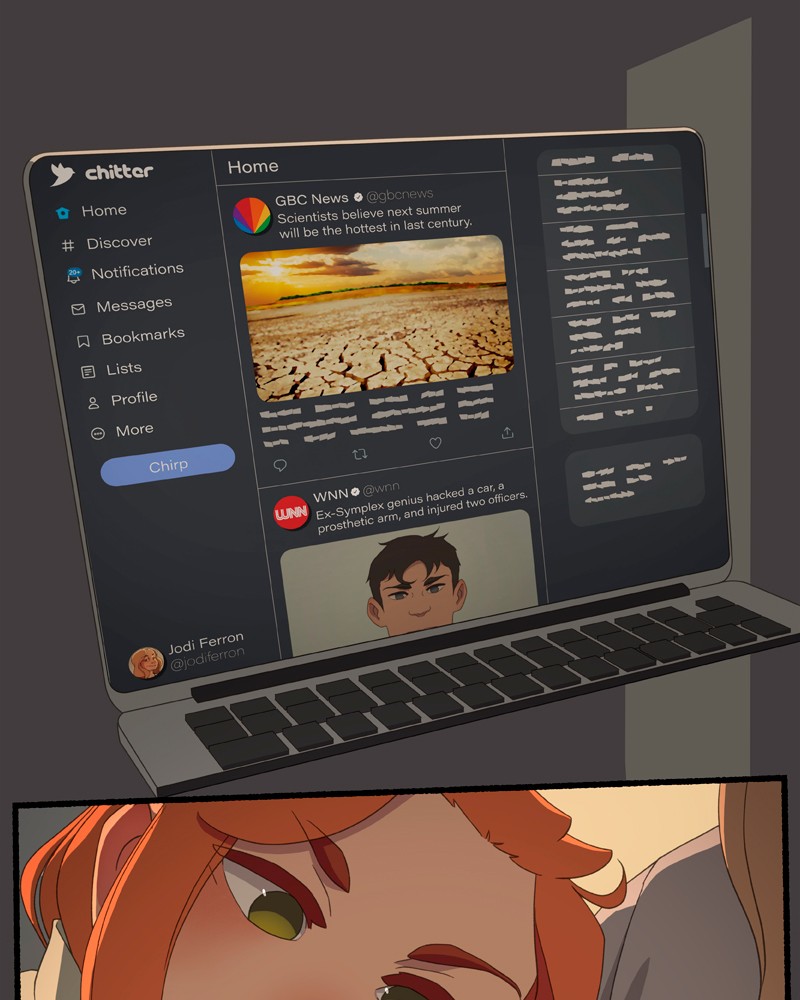 chitter
Home
Discover
20+
Notifications
Messages
Bookmarks
Lists
Profile
More
Chirp
Jodi Ferron
@jodiferron
Home
GBC News @gbcnews
Scientists believe next summer
will be the hottest in last century.
WNN @wnn
WNN
Ex-Symplex genius hacked a car, a
prosthetic arm, and injured two officers.